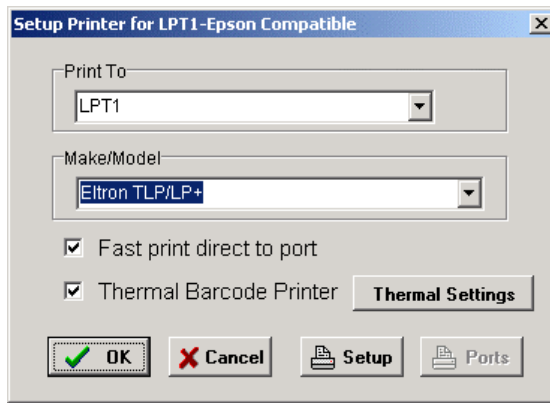 Setup Printer for LPT1-Epson Compatible
Print To
LPT1
Make/Model
Eltron TLP/LP+
Fast print direct to port
Thermal Barcode Printer Thermal Settings
OK Cancel Setup Ports